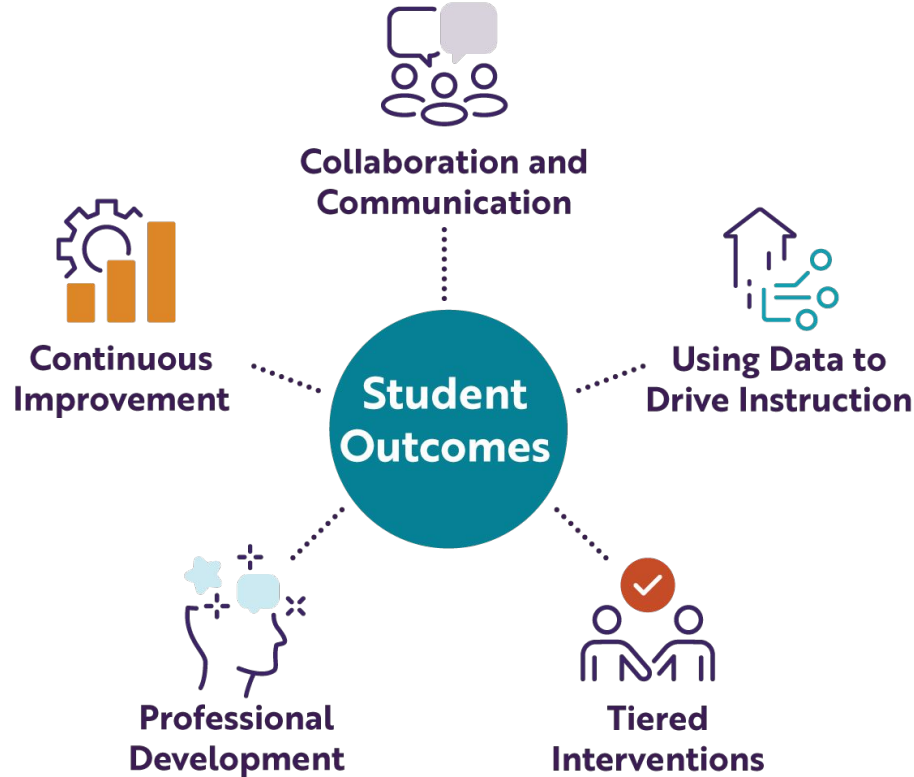 Collaboration and
Communication
Continuous
Improvement
Student
Outcomes
Using Data to
Drive Instruction
Professional
Development
Tiered
Interventions